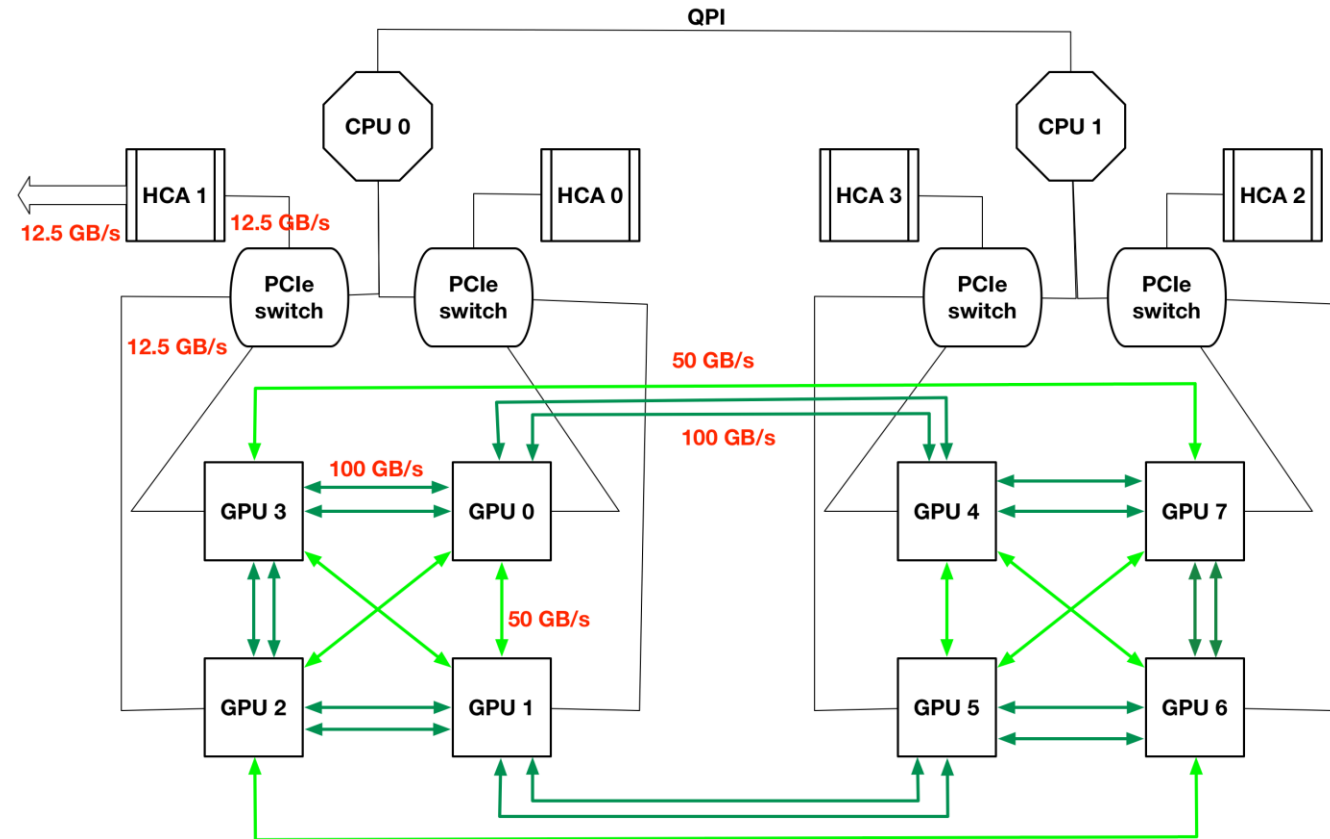 QPI
CPU 0
CPU 1
HCA 1
HCA 0
HCA 3
HCA 2
12.5 GB/s
12.5 GB/s
PCIe
switch
PCIe
switch
PCIe
switch
PCIe
switch
12.5 GB/s
50 GB/s
100 GB/s
100 GB/s
GPU 3
GPU 0
GPU 4
GPU 7
50 GB/s
GPU 2
GPU 1
GPU 5
GPU 6